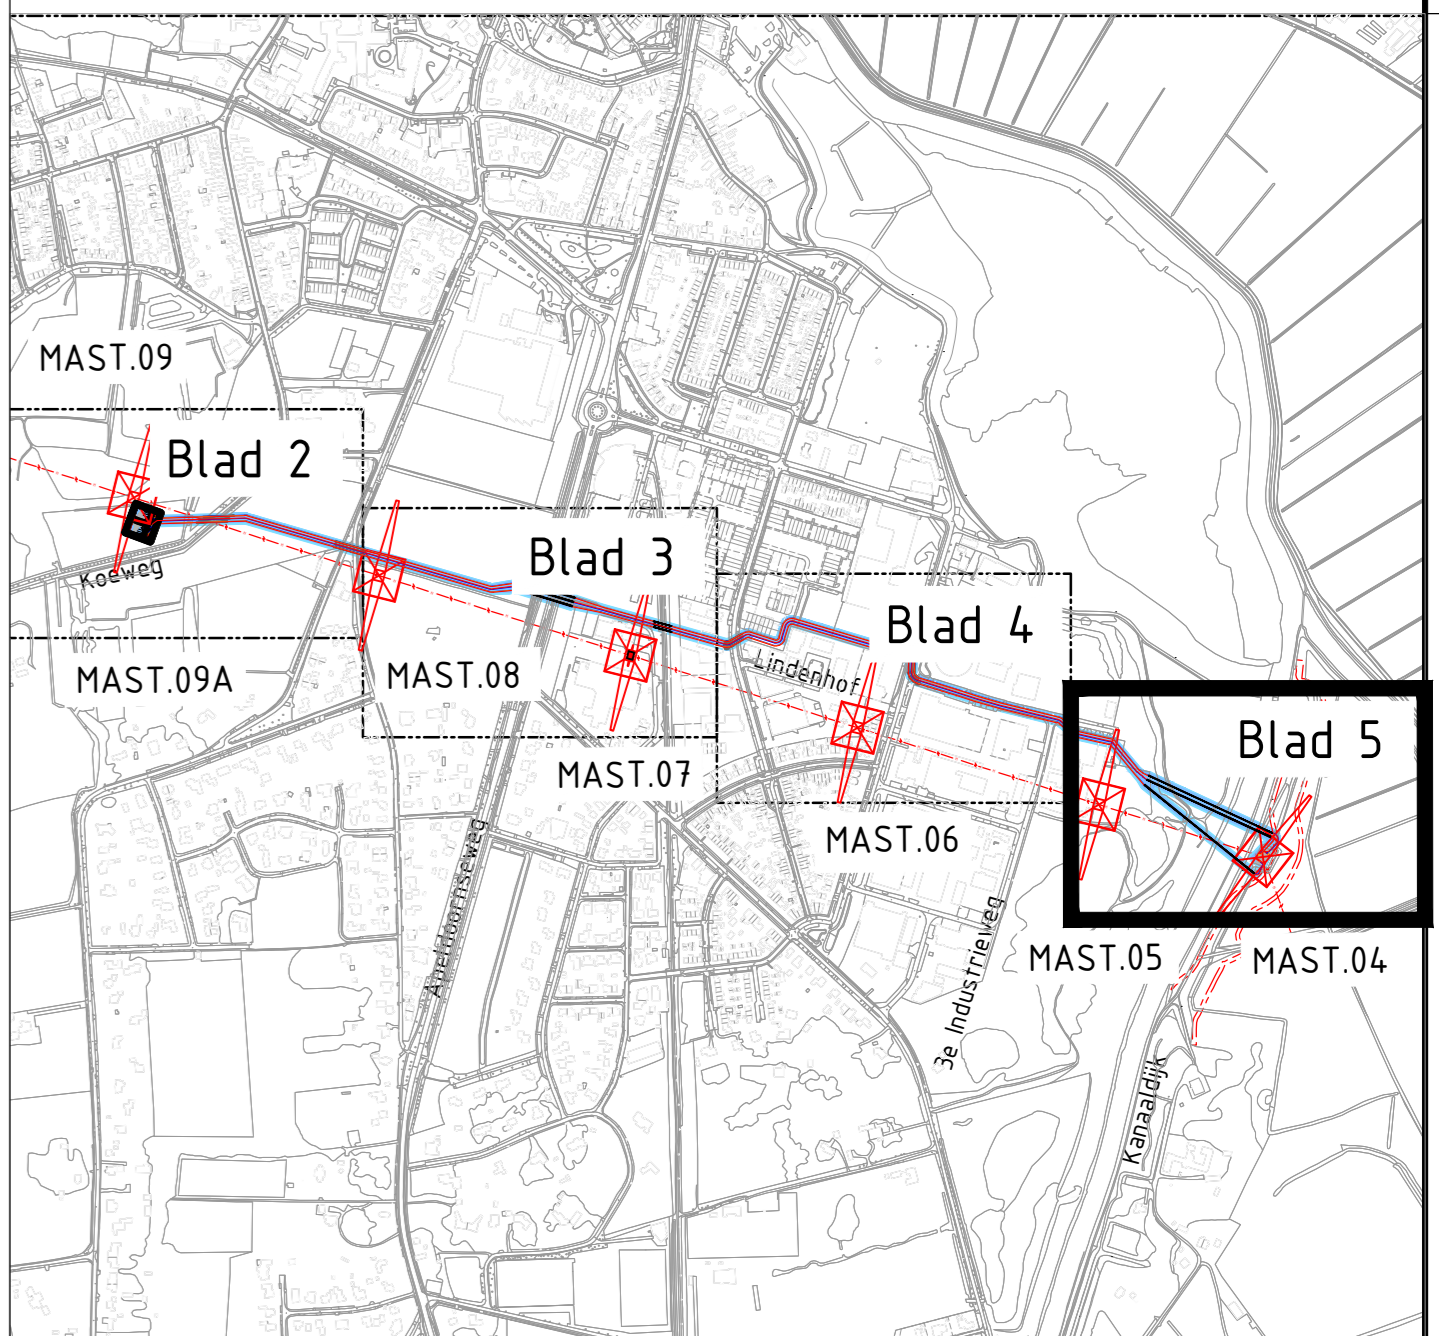 MAST.09
Blad 2
Koeweg
Blad 3
Blad 4
MAST.09A
MAST.08
Lindenhof
Blad 5
MAST.07
MAST.06
Apeldoornseweg
3e Industrieweg
MAST.05
MAST.04
Kanaaldijk